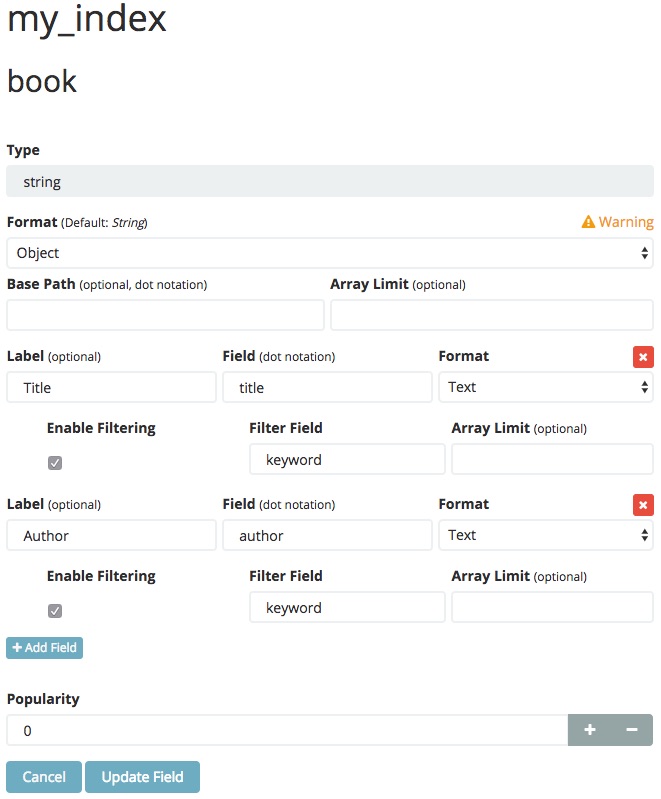 my_index
book
Type
string
Format (Default: String)
Warning
Object
Base Path (optional, dot notation) Array Limit (optional)
Label (optional) Field (dot notation) Format
Title title Text
Enable Filtering Filter Field Array Limit (optional)
keyword
Label (optional) Field (dot notation) Format
Author author Text
Enable Filtering Filter Field Array Limit (optional)
keyword
+ Add Field
Popularity
0 + −
Cancel Update Field